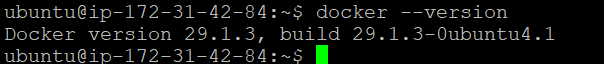 ubuntu@ip-172-31-42-84:~$ docker --version
Docker version 29.1.3, build 29.1.3-0ubuntu4.1
ubuntu@ip-172-31-42-84:~$